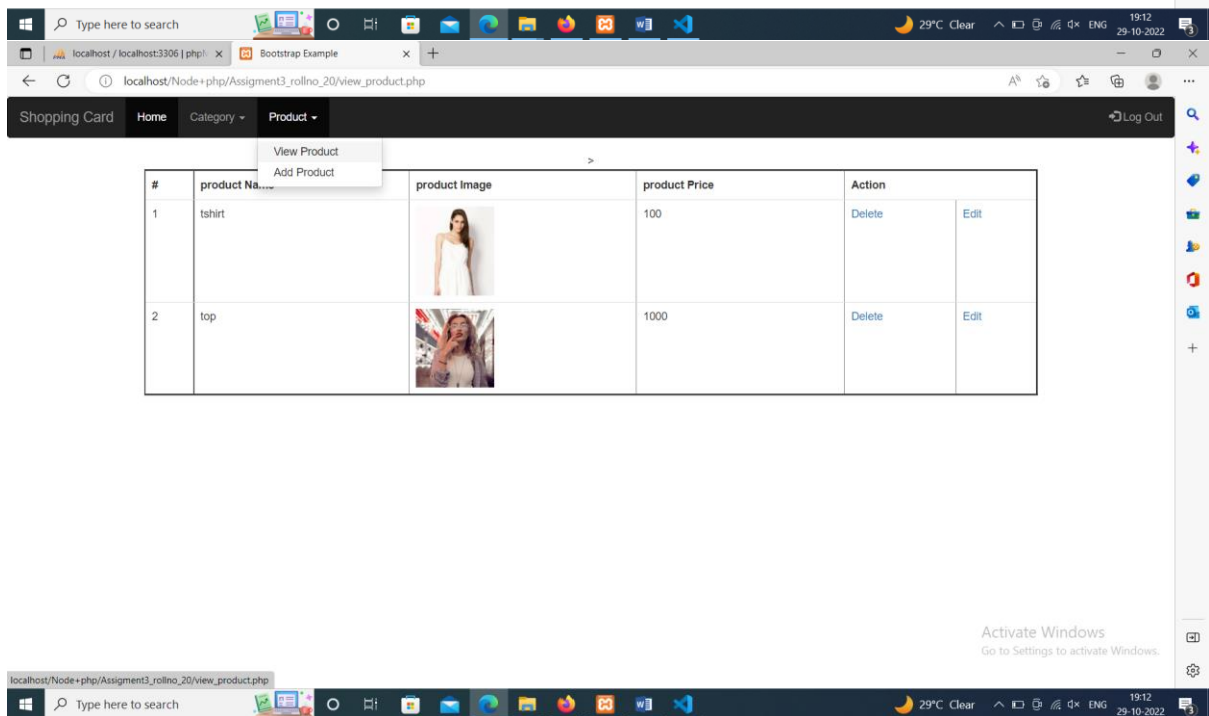 Type here to search
29°C Clear ENG 19:12
29-10-2022
3
localhost / localhost:3306 | php
Bootstrap Example
localhost/Node+php/Assigment3_rollno_20/view_product.php
Shopping Card Home Category Product Log Out
View Product
Add Product
>
# product Na product Image product Price Action
1 tshirt 100 Delete Edit
2 top 1000 Delete Edit
Activate Windows
Go to Settings to activate Windows.
localhost/Node+php/Assigment3_rollno_20/view_product.php
Type here to search
29°C Clear ENG 19:12
29-10-2022
3